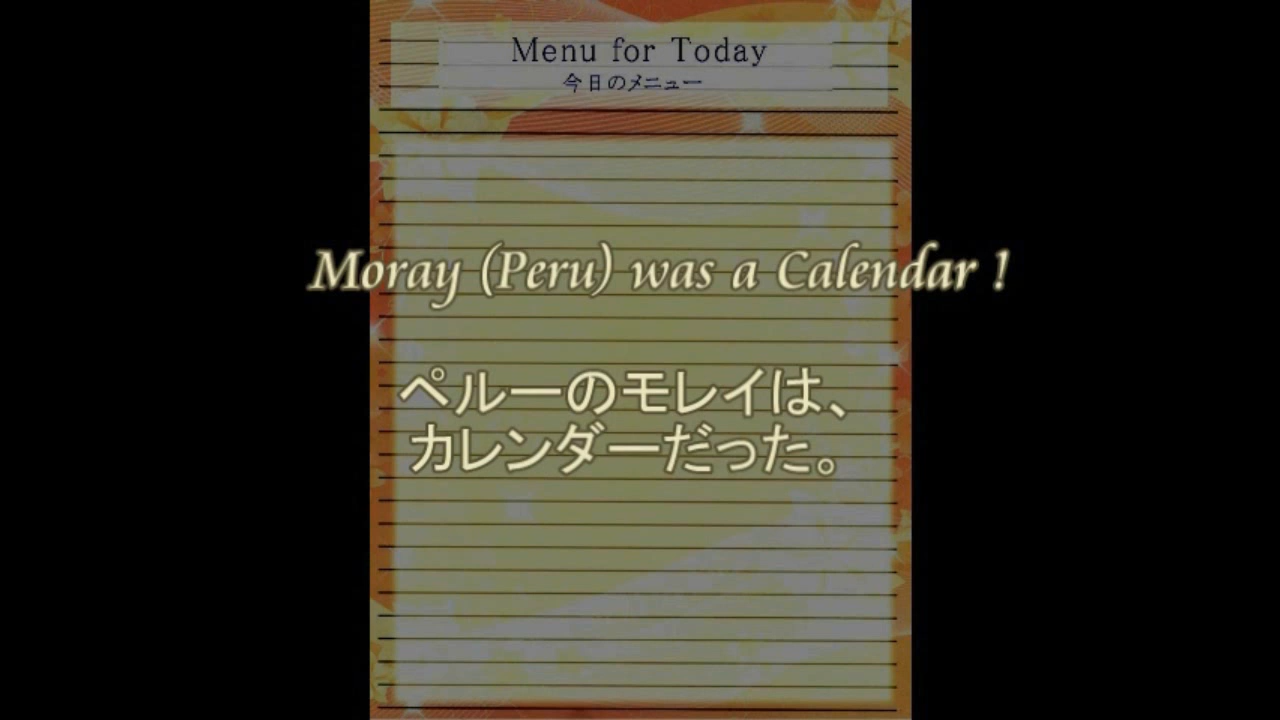 Menu for Today
今日のメニュー
Moray (Peru) was a Calendar !
ペルーのモレイは、
カレンダーだった。